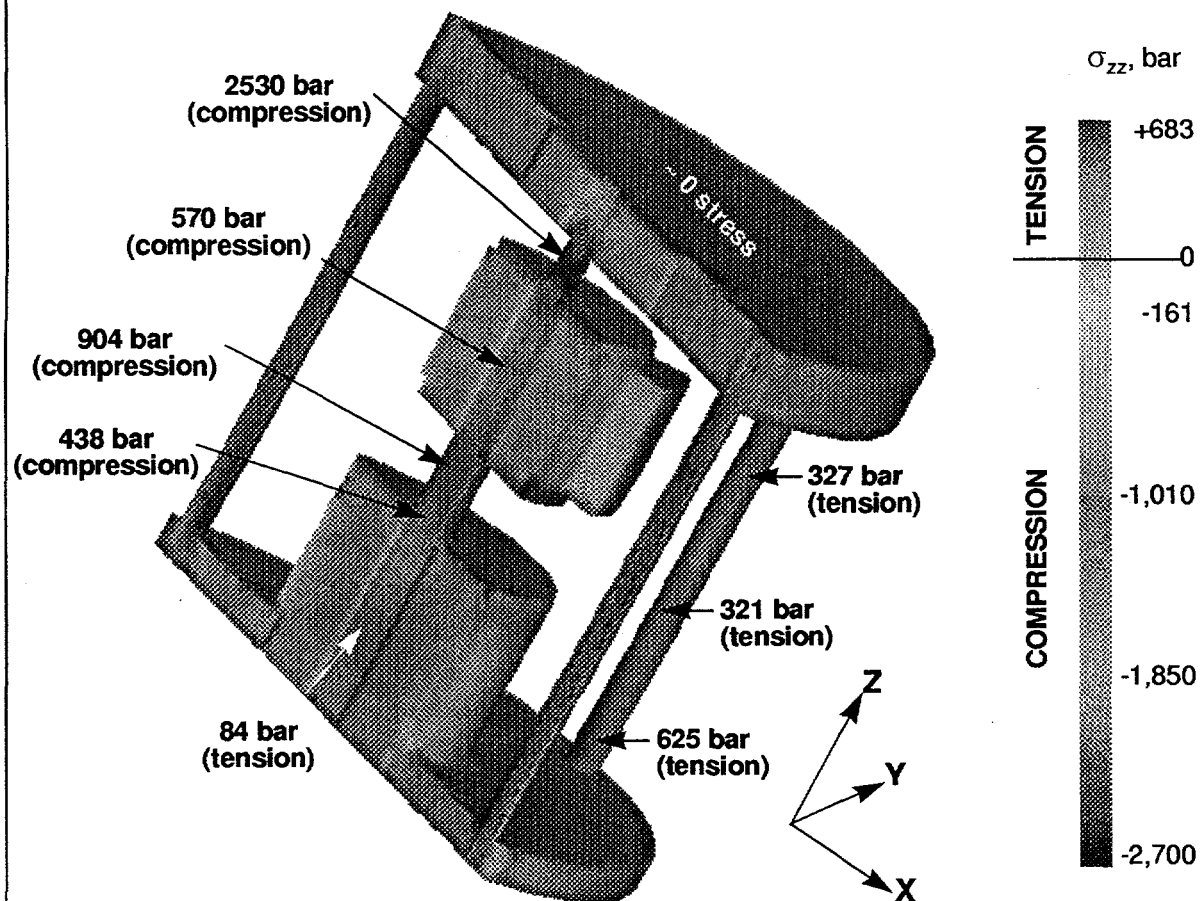 2530 bar
(compression)
570 bar
(compression)
904 bar
(compression)
438 bar
(compression)
84 bar
(tension)
~ 0 stress
327 bar
(tension)
321 bar
(tension)
625 bar
(tension)
Z
Y
X
σzz, bar
TENSION
COMPRESSION
+683
0
-161
-1,010
-1,850
-2,700